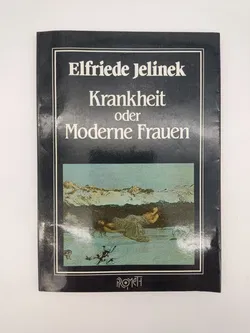 Elfriede Jelinek
Krankheit
oder
Moderne Frauen